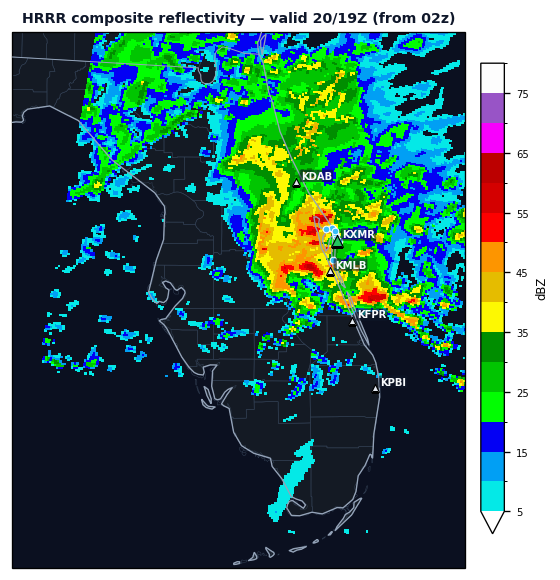 HRRR composite reflectivity — valid 20/19Z (from 02z)
KDAB
KXMR
KMLB
KFPR
KPBI
75
65
55
45
35
25
15
5
dBZ